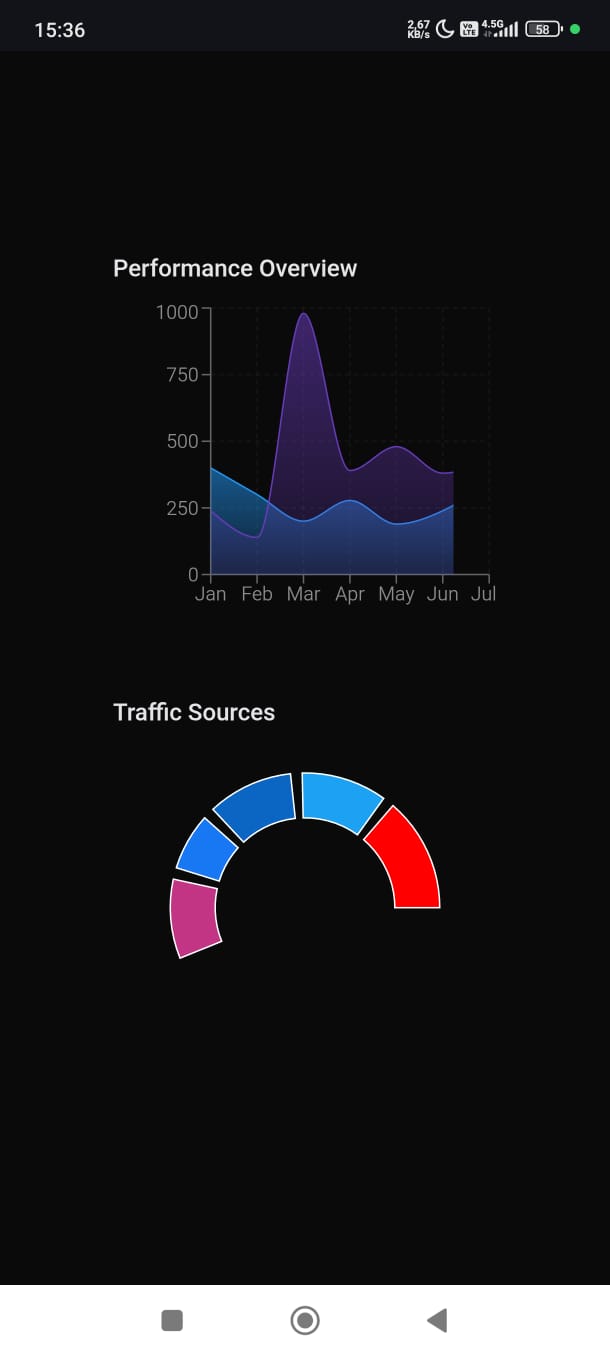 15:36
2,67
KB/s
Vo
LTE
4.5G
58
Performance Overview
1000
750
500
250
0
Jan Feb Mar Apr May Jun Jul
Traffic Sources